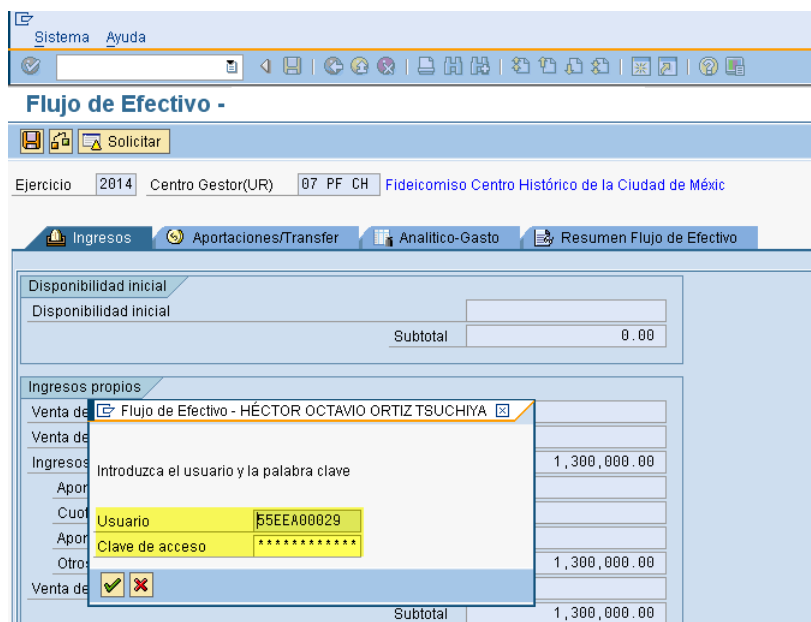 Sistema Ayuda
Flujo de Efectivo -
Solicitar
Ejercicio 2014 Centro Gestor(UR) 07 PF CH Fideicomiso Centro Histórico de la Ciudad de Méxic
Ingresos Aportaciones/Transfer Analitico-Gasto Resumen Flujo de Efectivo
Disponibilidad inicial
Disponibilidad inicial
Subtotal 0.00
Ingresos propios
Venta de
Flujo de Efectivo - HÉCTOR OCTAVIO ORTIZ TSUCHIYA
Venta de
Ingresos 1,300,000.00
Introduzca el usuario y la palabra clave
Apor
Cuot
Usuario 55EEA00029
Apor
Clave de acceso ************
Otros 1,300,000.00
Venta de
Subtotal 1,300,000.00